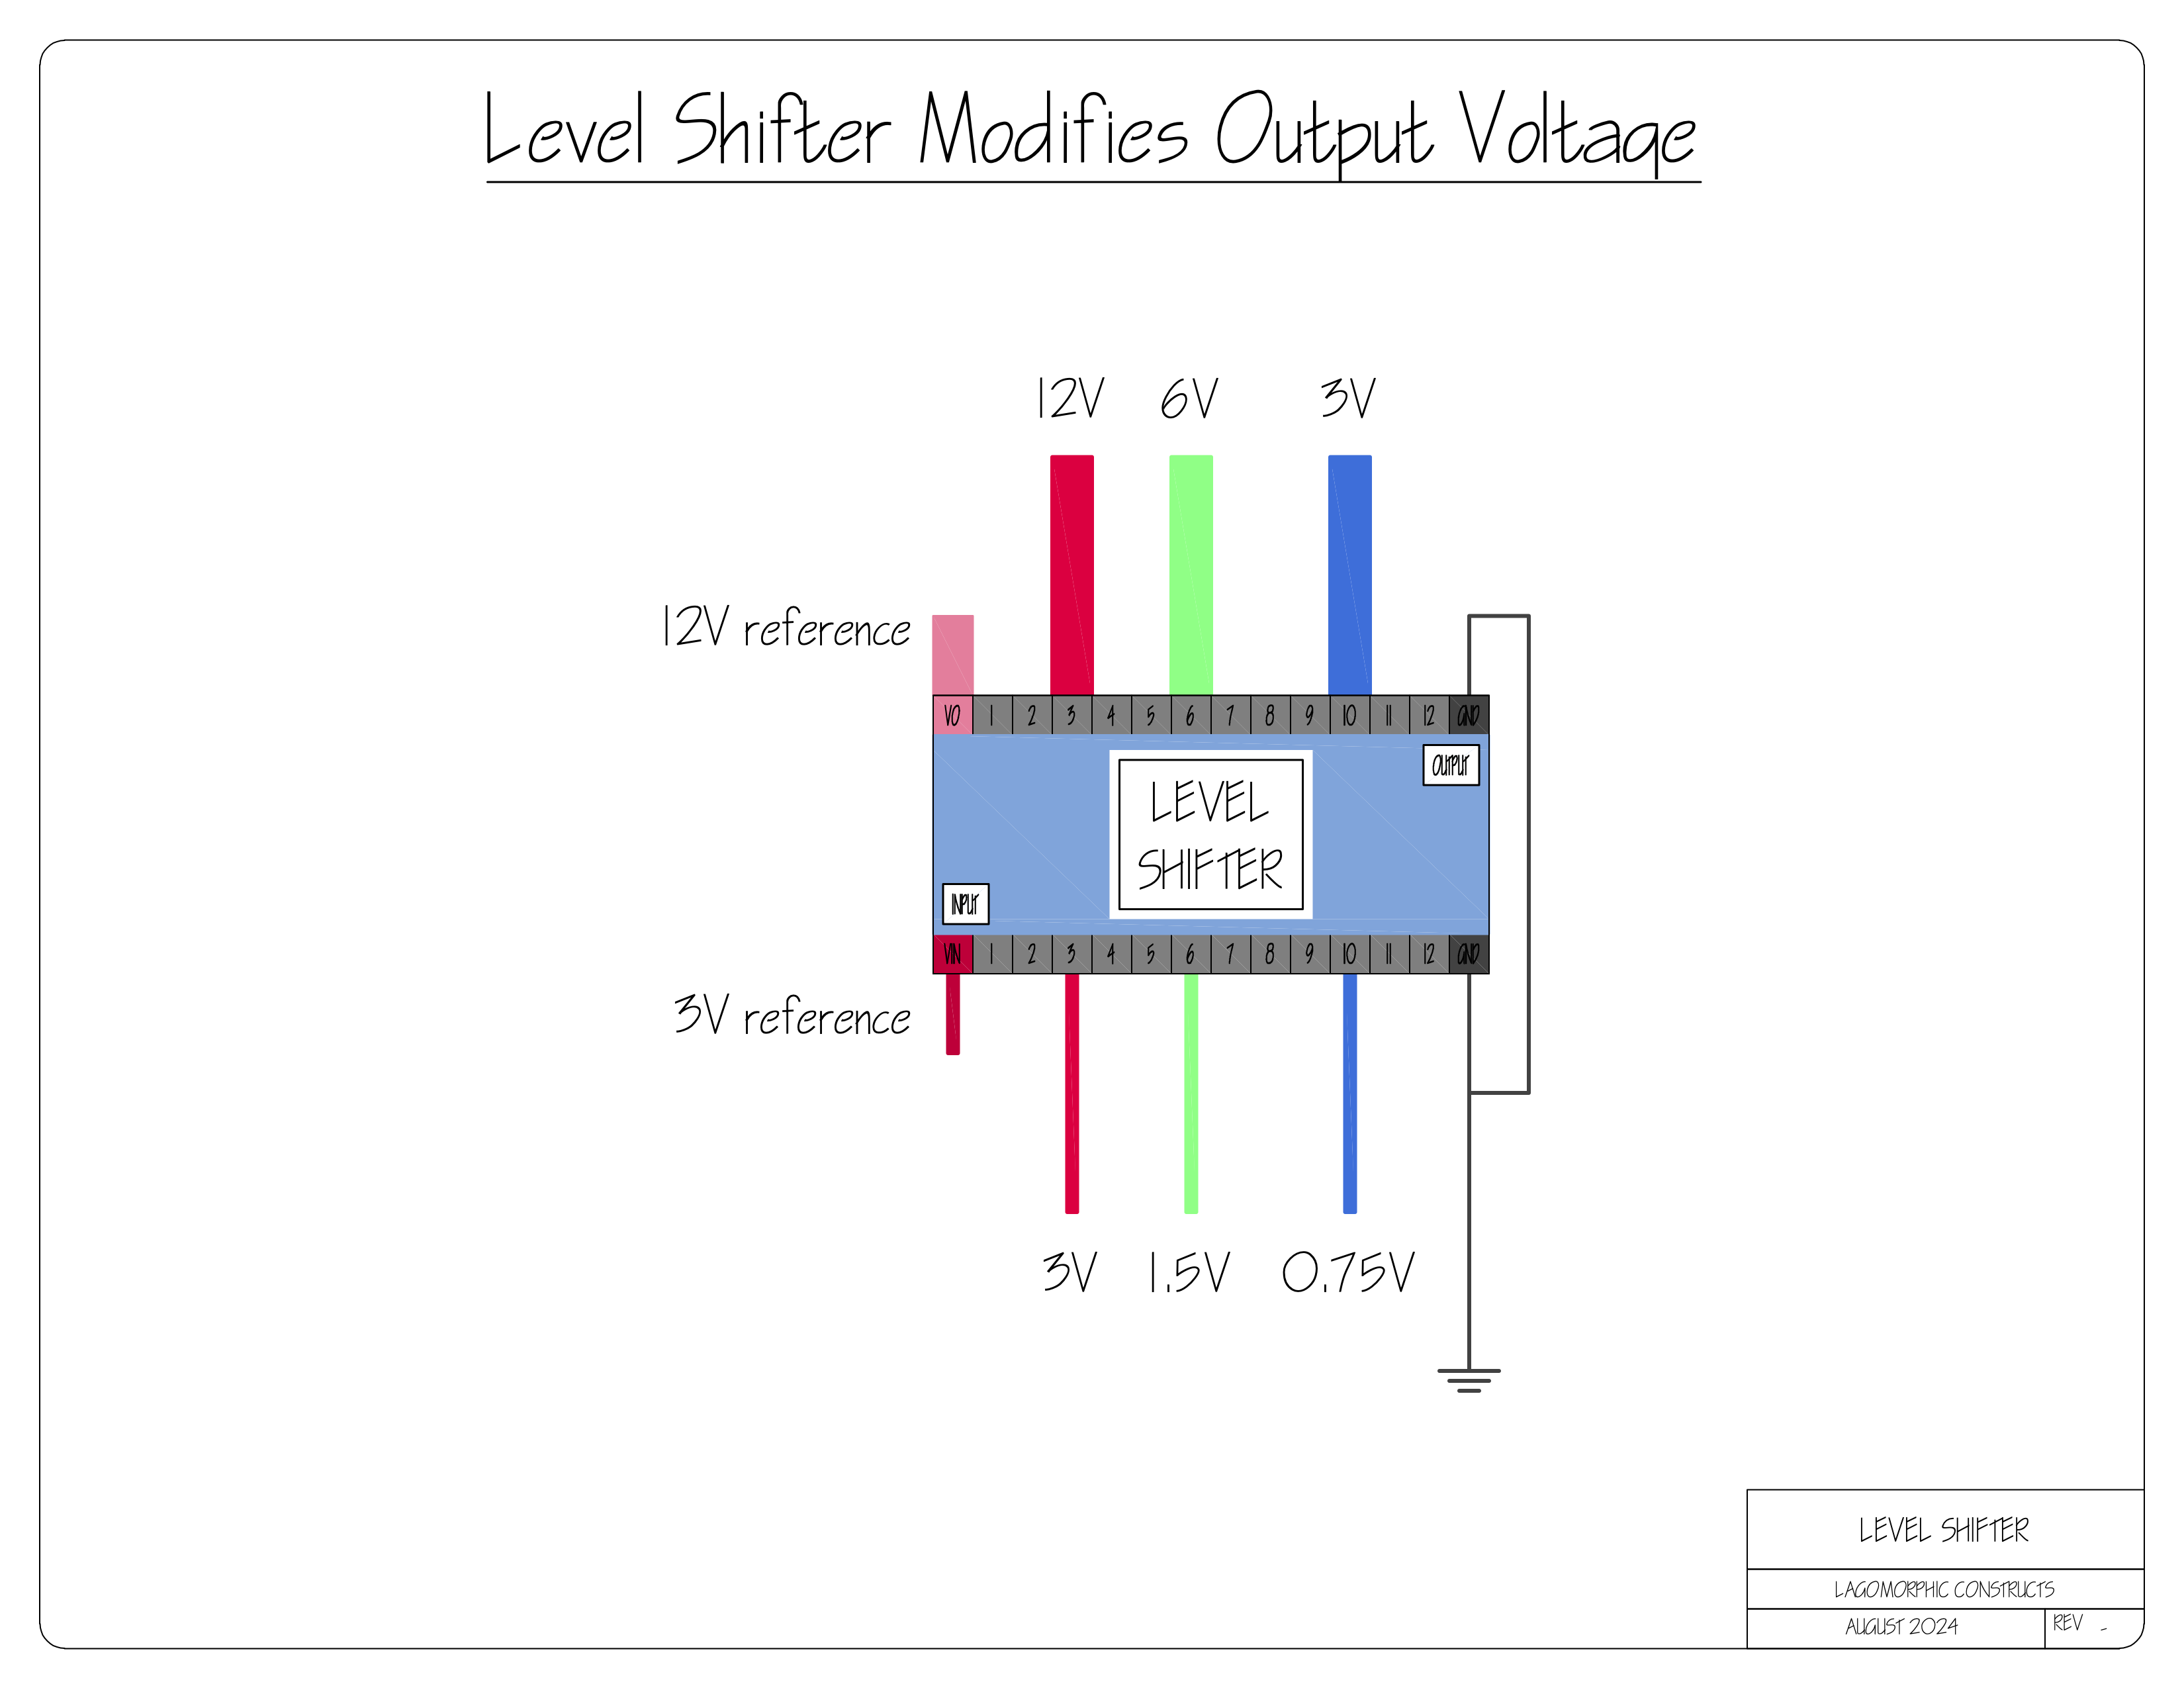 Level Shifter Modifies Output Voltage
12V 6V 3V
12V reference
VO 1 2 3 4 5 6 7 8 9 10 11 12 GND
OUTPUT
LEVEL
SHIFTER
INPUT
VIN 1 2 3 4 5 6 7 8 9 10 11 12 GND
3V reference
3V 1.5V 0.75V
LEVEL SHIFTER
LAGOMORPHIC CONSTRUCTS
AUGUST 2024 REV -